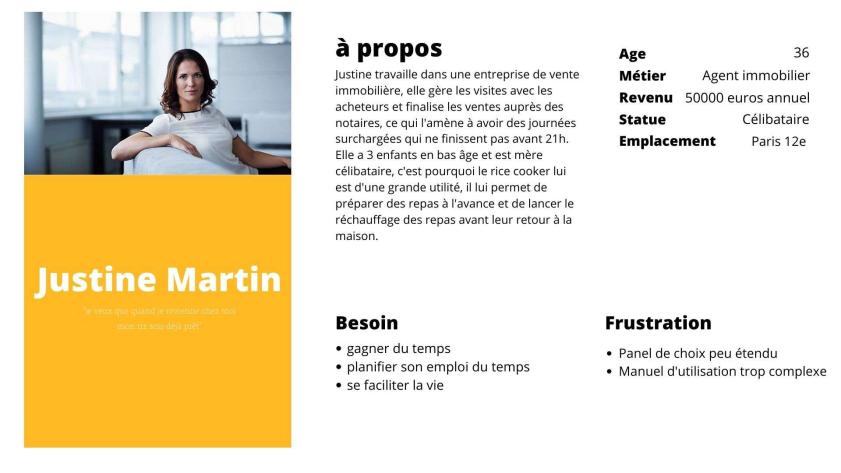 Justine Martin
"je veux que quand je revienne chez moi
mon riz sois déjà prêt"
à propos
Justine travaille dans une entreprise de vente
immobilière, elle gère les visites avec les
acheteurs et finalise les ventes auprès des
notaires, ce qui l'amène à avoir des journées
surchargées qui ne finissent pas avant 21h.
Elle a 3 enfants en bas âge et est mère
célibataire, c'est pourquoi le rice cooker lui
est d'une grande utilité, il lui permet de
préparer des repas à l'avance et de lancer le
réchauffage des repas avant leur retour à la
maison.
Age 36
Métier Agent immobilier
Revenu 50000 euros annuel
Statue Célibataire
Emplacement Paris 12e
Besoin
• gagner du temps
• planifier son emploi du temps
• se faciliter la vie
Frustration
• Panel de choix peu étendu
• Manuel d'utilisation trop complexe